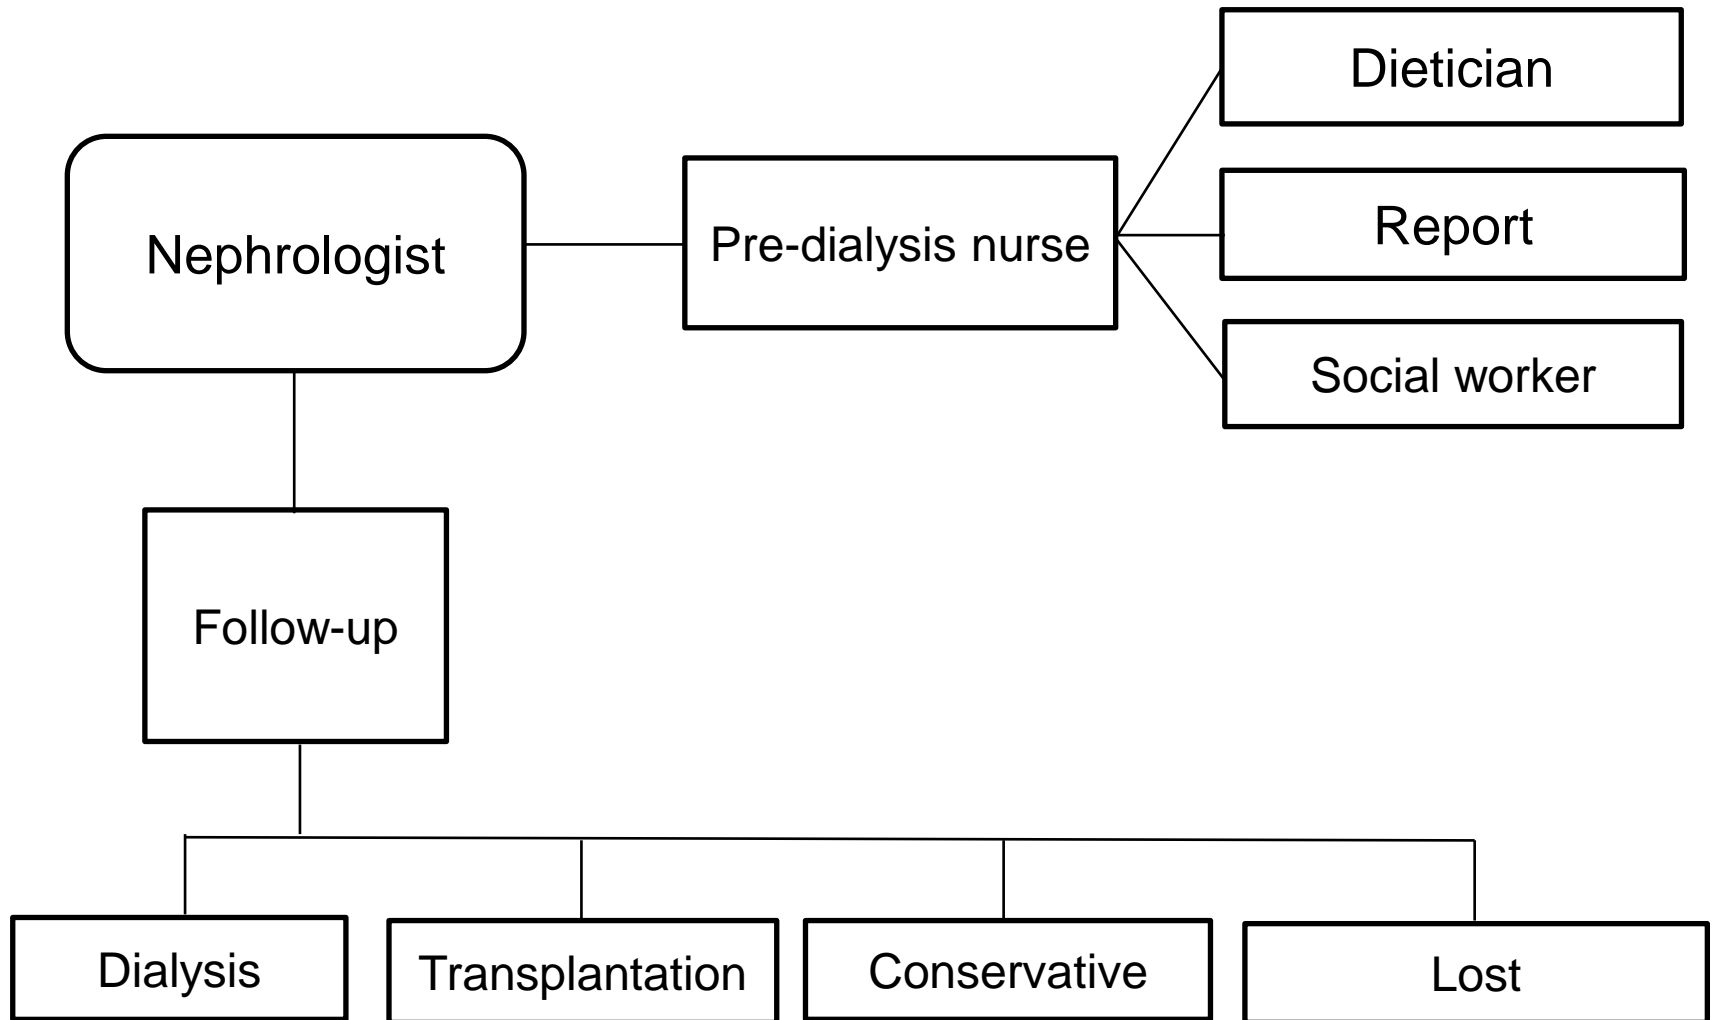 Dietician
Nephrologist
Pre-dialysis nurse
Report
Social worker
Follow-up
Dialysis
Transplantation
Conservative
Lost